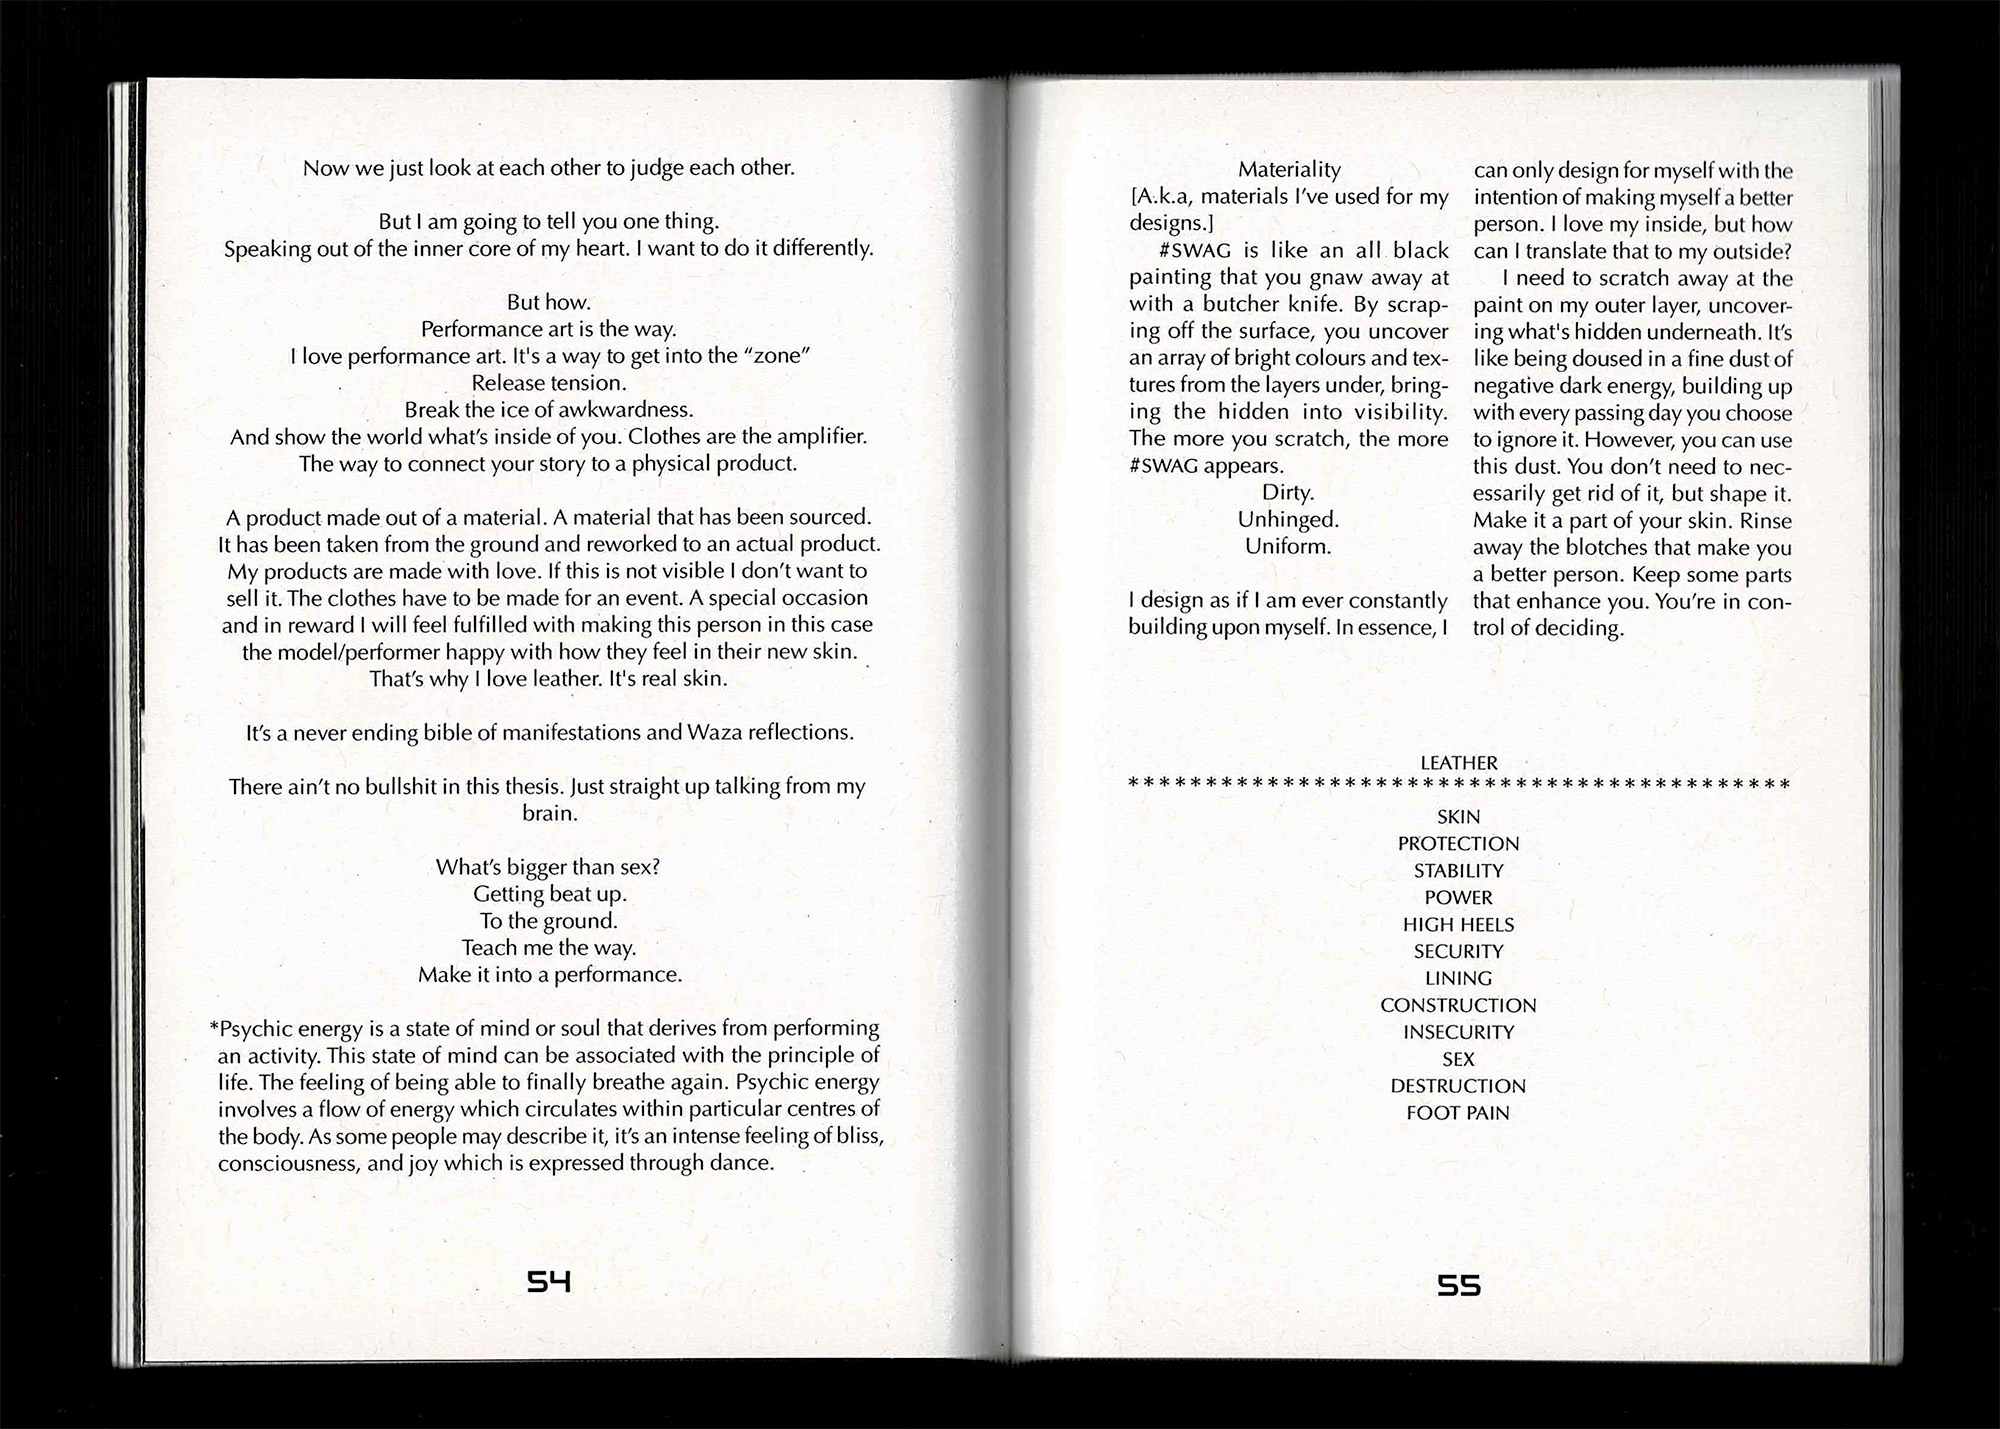 Now we just look at each other to judge each other.
But I am going to tell you one thing.
Speaking out of the inner core of my heart. I want to do it differently.
But how.
Performance art is the way.
I love performance art. It's a way to get into the “zone”
Release tension.
Break the ice of awkwardness.
And show the world what’s inside of you. Clothes are the amplifier.
The way to connect your story to a physical product.
A product made out of a material. A material that has been sourced.
It has been taken from the ground and reworked to an actual product.
My products are made with love. If this is not visible I don’t want to
sell it. The clothes have to be made for an event. A special occasion
and in reward I will feel fulfilled with making this person in this case
the model/performer happy with how they feel in their new skin.
That’s why I love leather. It's real skin.
It’s a never ending bible of manifestations and Waza reflections.
There ain’t no bullshit in this thesis. Just straight up talking from my
brain.
What’s bigger than sex?
Getting beat up.
To the ground.
Teach me the way.
Make it into a performance.
*Psychic energy is a state of mind or soul that derives from performing
an activity. This state of mind can be associated with the principle of
life. The feeling of being able to finally breathe again. Psychic energy
involves a flow of energy which circulates within particular centres of
the body. As some people may describe it, it’s an intense feeling of bliss,
consciousness, and joy which is expressed through dance.
54
Materiality
[A.k.a, materials I’ve used for my
designs.]
#SWAG is like an all black
painting that you gnaw away at
with a butcher knife. By scrap-
ing off the surface, you uncover
an array of bright colours and tex-
tures from the layers under, bring-
ing the hidden into visibility.
The more you scratch, the more
#SWAG appears.
Dirty.
Unhinged.
Uniform.
I design as if I am ever constantly
building upon myself. In essence, I
can only design for myself with the
intention of making myself a better
person. I love my inside, but how
can I translate that to my outside?
I need to scratch away at the
paint on my outer layer, uncover-
ing what's hidden underneath. It’s
like being doused in a fine dust of
negative dark energy, building up
with every passing day you choose
to ignore it. However, you can use
this dust. You don’t need to nec-
essarily get rid of it, but shape it.
Make it a part of your skin. Rinse
away the blotches that make you
a better person. Keep some parts
that enhance you. You’re in con-
trol of deciding.
LEATHER
*******************************************
SKIN
PROTECTION
STABILITY
POWER
HIGH HEELS
SECURITY
LINING
CONSTRUCTION
INSECURITY
SEX
DESTRUCTION
FOOT PAIN
55